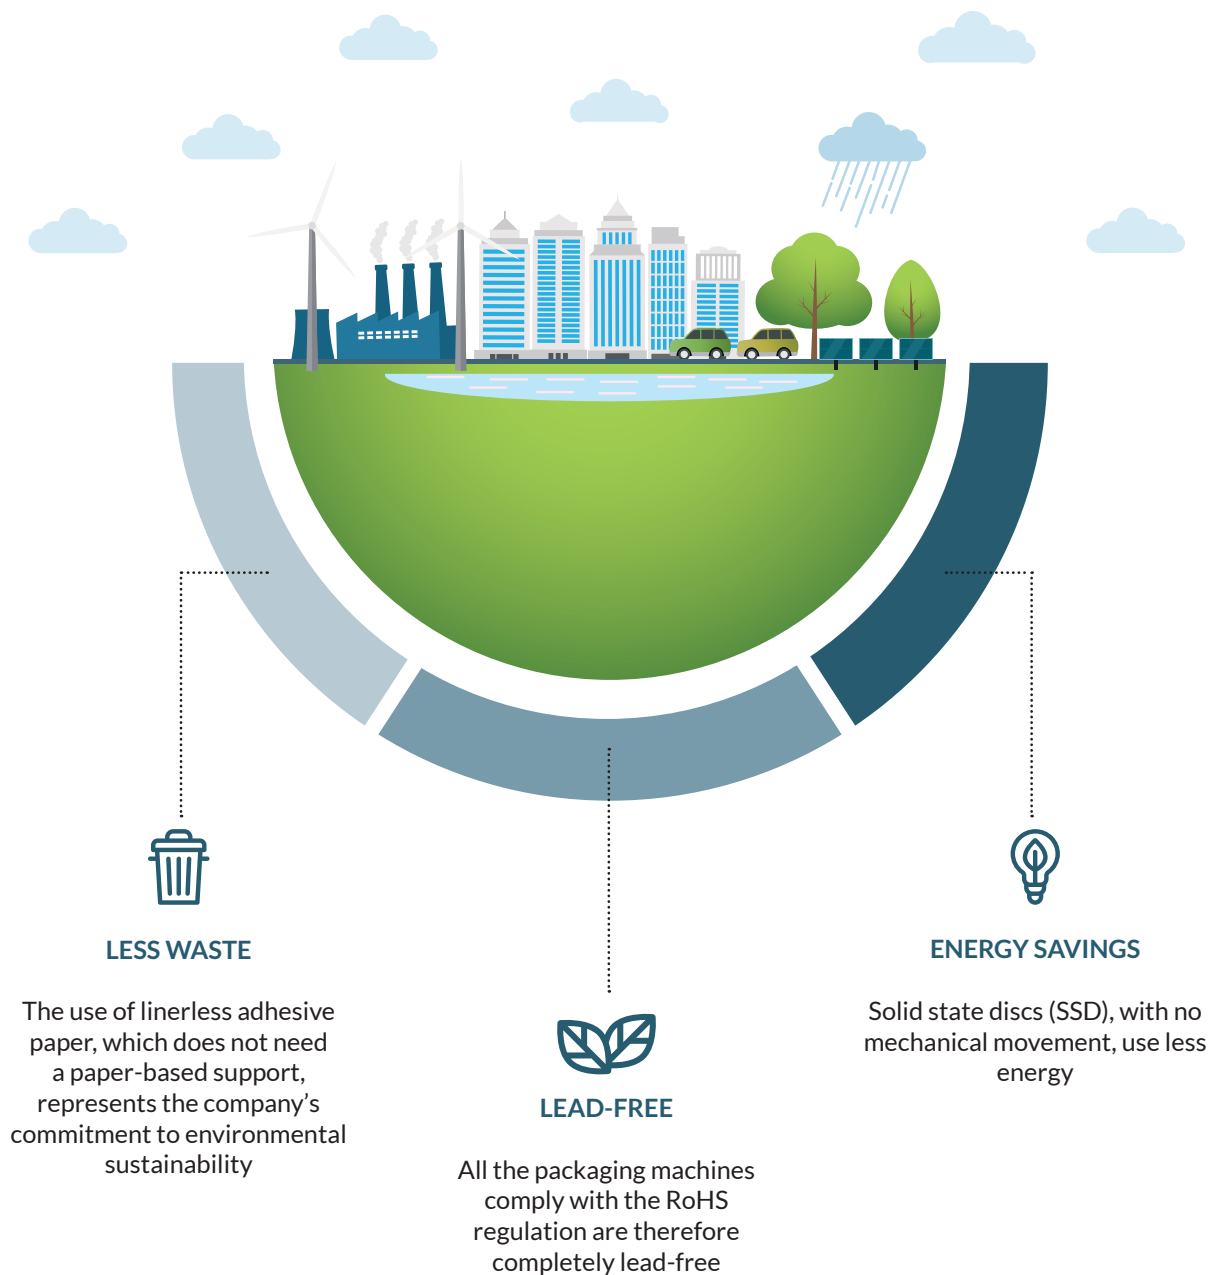 LESS WASTE
The use of linerless adhesive
paper, which does not need
a paper-based support,
represents the company’s
commitment to environmental
sustainability
LEAD-FREE
All the packaging machines
comply with the RoHS
regulation are therefore
completely lead-free
ENERGY SAVINGS
Solid state discs (SSD), with no
mechanical movement, use less
energy